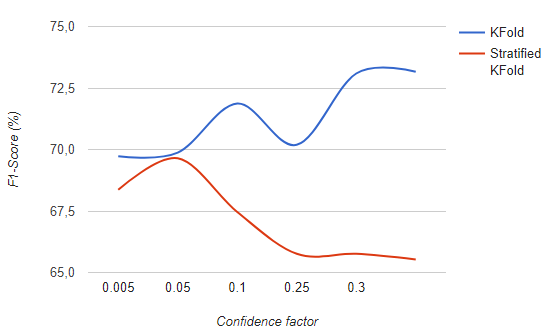 75,0
72,5
70,0
67,5
65,0
F1-Score (%)
0.005 0.05 0.1 0.25 0.3
Confidence factor
KFold
Stratified
KFold